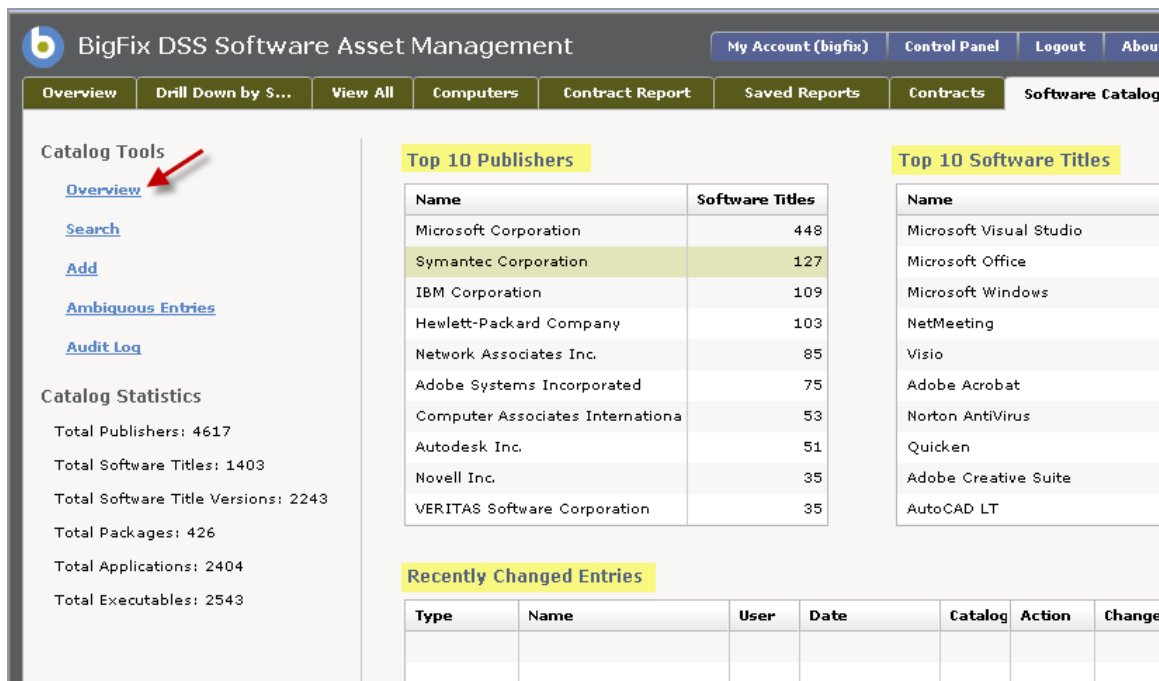 BigFix DSS Software Asset Management
My Account (bigfix) Control Panel Logout Abou
Overview Drill Down by S... View All Computers Contract Report Saved Reports Contracts Software Catalog
Catalog Tools
Overview
Search
Add
Ambiguous Entries
Audit Log
Catalog Statistics
Total Publishers: 4617
Total Software Titles: 1403
Total Software Title Versions: 2243
Total Packages: 426
Total Applications: 2404
Total Executables: 2543
Top 10 Publishers
Name Software Titles
Microsoft Corporation 448
Symantec Corporation 127
IBM Corporation 109
Hewlett-Packard Company 103
Network Associates Inc. 85
Adobe Systems Incorporated 75
Computer Associates Internationa 53
Autodesk Inc. 51
Novell Inc. 35
VERITAS Software Corporation 35
Top 10 Software Titles
Name
Microsoft Visual Studio
Microsoft Office
Microsoft Windows
NetMeeting
Visio
Adobe Acrobat
Norton AntiVirus
Quicken
Adobe Creative Suite
AutoCAD LT
Recently Changed Entries
Type Name User Date Catalog Action Change